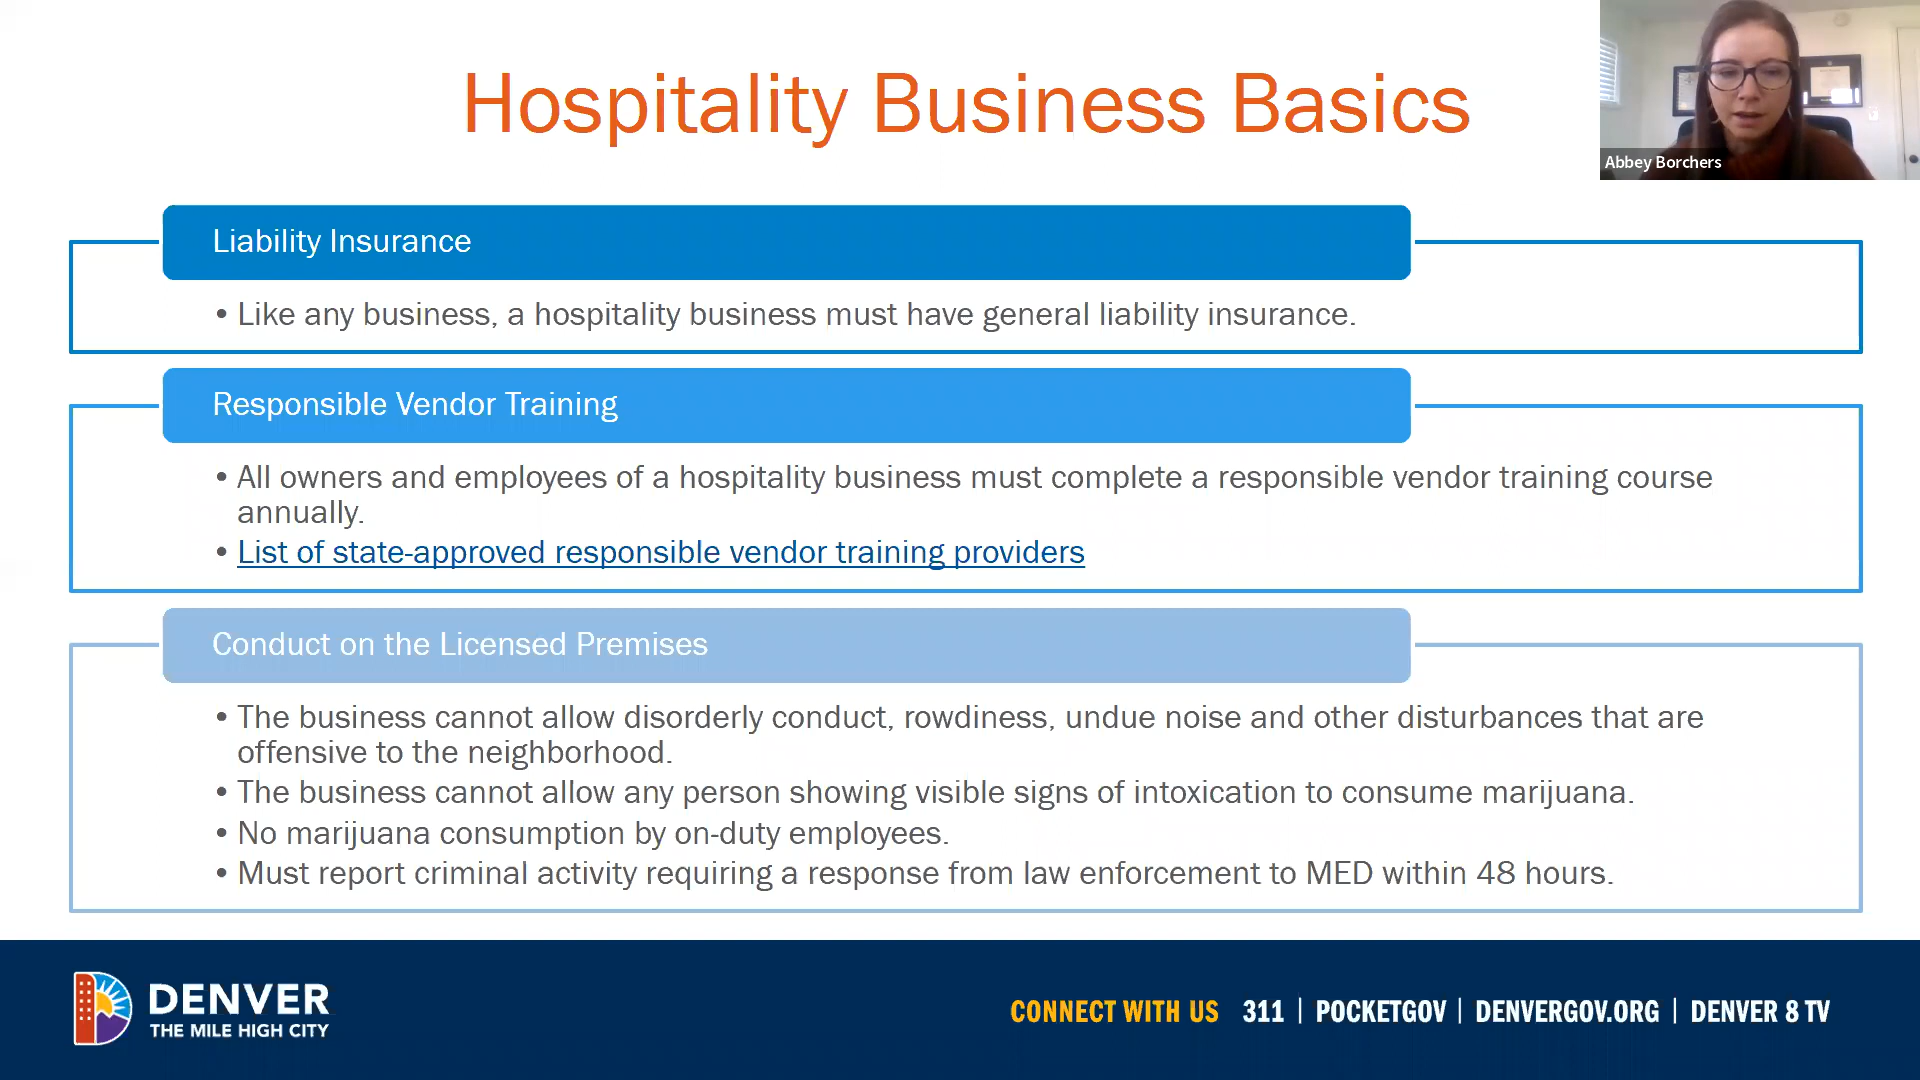 Hospitality Business Basics
Abbey Borchers
Liability Insurance
• Like any business, a hospitality business must have general liability insurance.
Responsible Vendor Training
• All owners and employees of a hospitality business must complete a responsible vendor training course
annually.
• List of state-approved responsible vendor training providers
Conduct on the Licensed Premises
• The business cannot allow disorderly conduct, rowdiness, undue noise and other disturbances that are
offensive to the neighborhood.
• The business cannot allow any person showing visible signs of intoxication to consume marijuana.
• No marijuana consumption by on-duty employees.
• Must report criminal activity requiring a response from law enforcement to MED within 48 hours.
DENVER
THE MILE HIGH CITY
CONNECT WITH US 311 | POCKETGOV | DENVERGOV.ORG | DENVER 8 TV